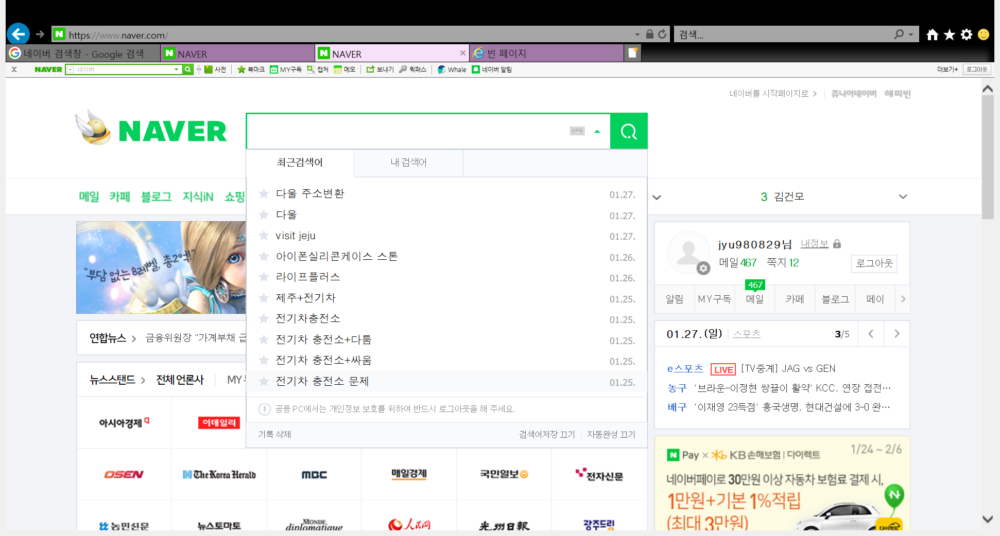 https://www.naver.com/
검색...
네이버 검색창 - Google 검색
NAVER
NAVER
빈 페이지
X NAVER 네이버 사전 북마크 MY구독 캡처 메모 보내기 퀵패스 Whale 네이버 알림 더보기+ 로그아웃
네이버를 시작페이지로 쥬니어네이버 해피빈
NAVER
최근검색어 내 검색어
메일 카페 블로그 지식iN 쇼핑
3 김건모
다울 주소변환 01.27.
다울 01.27.
visit jeju 01.27.
아이폰실리콘케이스 스톤 01.26.
라이프플러스 01.26.
제주+전기차 01.25.
전기차충전소 01.25.
전기차 충전소+다툼 01.25.
전기차 충전소+싸움 01.25.
전기차 충전소 문제 01.25.
공용 PC에서는 개인정보 보호를 위하여 반드시 로그아웃을 해 주세요.
기록 삭제 검색어저장 끄기 자동완성 끄기
"부담 없는 8레벨, 총2억!"
연합뉴스 금융위원장 "가계부채 급
뉴스스탠드 전체 언론사 MY
아시아경제 이데일리
OSEN The Korea Herald MBC 매일경제 국민일보 전자신문
농민신문 뉴스토마토 MONDE diplomatique 人民网 光州日報 광주드림
jyu980829님 내정보
메일 467 쪽지 12
로그아웃
467
알림 MY구독 메일 카페 블로그 페이
01.27.(일) 스포츠 3/5
e스포츠 LIVE [TV중계] JAG vs GEN
농구 '브라운-이정현 쌍끌이 활약' KCC, 연장 접전…
배구 '이재영 23득점' 흥국생명, 현대건설에 3-0 완…
1/24 ~ 2/6
N Pay × KB손해보험 | 다이렉트
네이버페이로 30만원 이상 자동차 보험료 결제 시,
1만원+기본 1%적립
(최대 3만원)
다이렉트